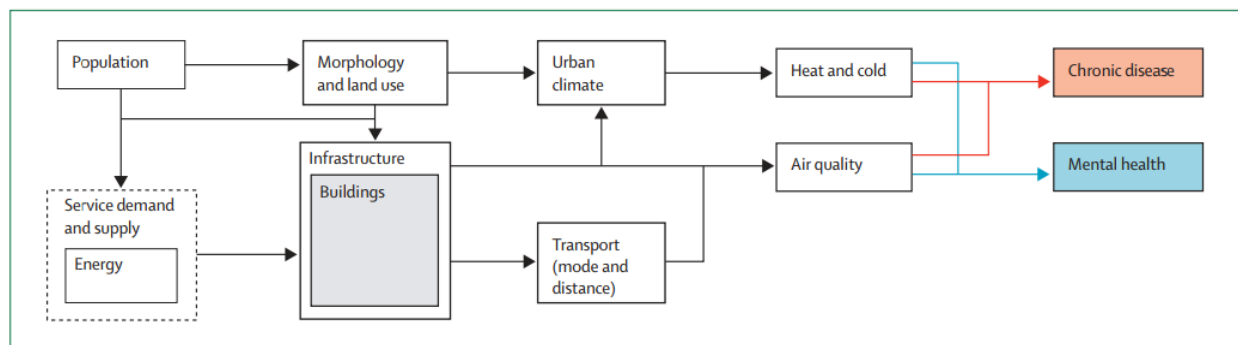 Population
Morphology
and land use
Urban
climate
Heat and cold
Chronic disease
Infrastructure
Buildings
Air quality
Mental health
Service demand
and supply
Energy
Transport
(mode and
distance)